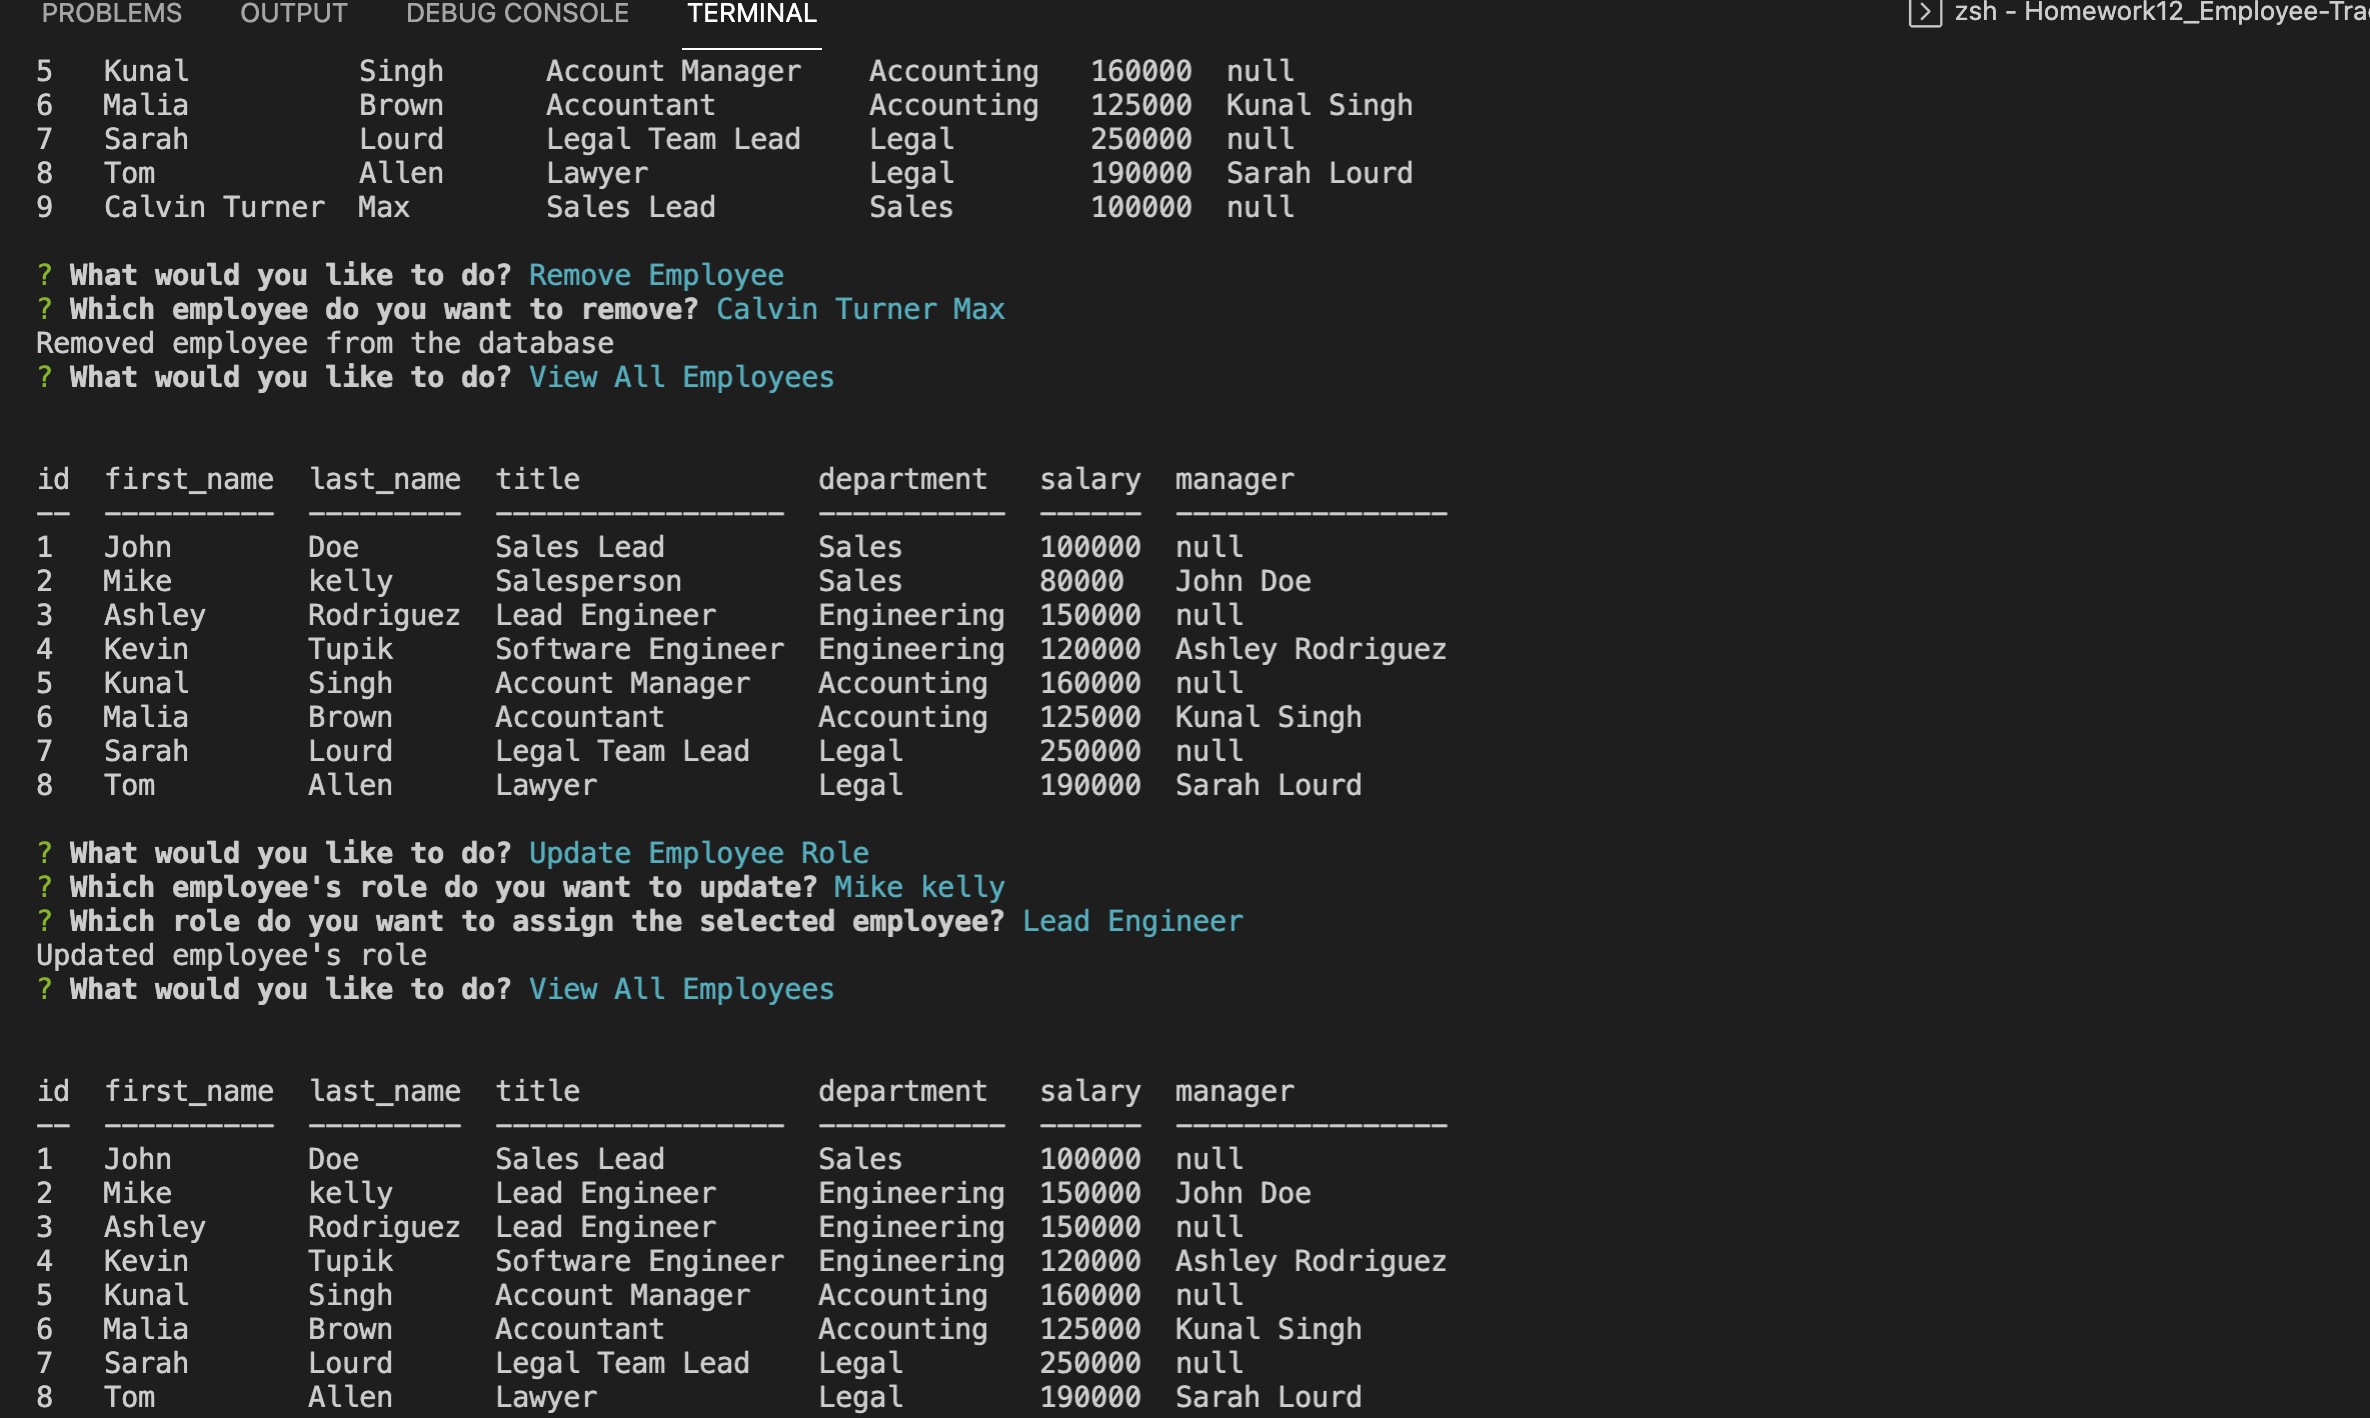 PROBLEMS OUTPUT DEBUG CONSOLE TERMINAL zsh - Homework12_Employee-Tra
5 Kunal Singh Account Manager Accounting 160000 null
6 Malia Brown Accountant Accounting 125000 Kunal Singh
7 Sarah Lourd Legal Team Lead Legal 250000 null
8 Tom Allen Lawyer Legal 190000 Sarah Lourd
9 Calvin Turner Max Sales Lead Sales 100000 null
? What would you like to do? Remove Employee
? Which employee do you want to remove? Calvin Turner Max
Removed employee from the database
? What would you like to do? View All Employees
id first_name last_name title department salary manager
-- ---------- --------- ----------------- ----------- ------ ----------------
1 John Doe Sales Lead Sales 100000 null
2 Mike kelly Salesperson Sales 80000 John Doe
3 Ashley Rodriguez Lead Engineer Engineering 150000 null
4 Kevin Tupik Software Engineer Engineering 120000 Ashley Rodriguez
5 Kunal Singh Account Manager Accounting 160000 null
6 Malia Brown Accountant Accounting 125000 Kunal Singh
7 Sarah Lourd Legal Team Lead Legal 250000 null
8 Tom Allen Lawyer Legal 190000 Sarah Lourd
? What would you like to do? Update Employee Role
? Which employee's role do you want to update? Mike kelly
? Which role do you want to assign the selected employee? Lead Engineer
Updated employee's role
? What would you like to do? View All Employees
id first_name last_name title department salary manager
-- ---------- --------- ----------------- ----------- ------ ----------------
1 John Doe Sales Lead Sales 100000 null
2 Mike kelly Lead Engineer Engineering 150000 John Doe
3 Ashley Rodriguez Lead Engineer Engineering 150000 null
4 Kevin Tupik Software Engineer Engineering 120000 Ashley Rodriguez
5 Kunal Singh Account Manager Accounting 160000 null
6 Malia Brown Accountant Accounting 125000 Kunal Singh
7 Sarah Lourd Legal Team Lead Legal 250000 null
8 Tom Allen Lawyer Legal 190000 Sarah Lourd